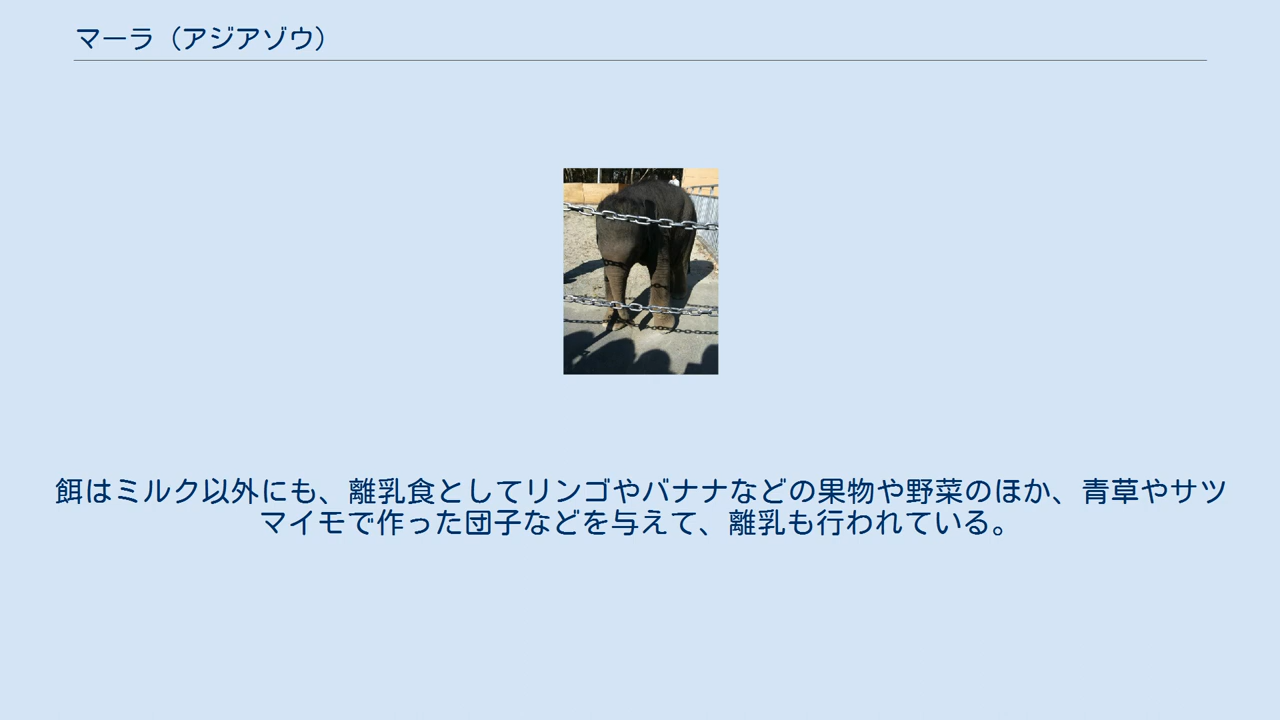 マーラ（アジアゾウ）
餌はミルク以外にも、離乳食としてリンゴやバナナなどの果物や野菜のほか、青草やサツ
マイモで作った団子などを与えて、離乳も行われている。